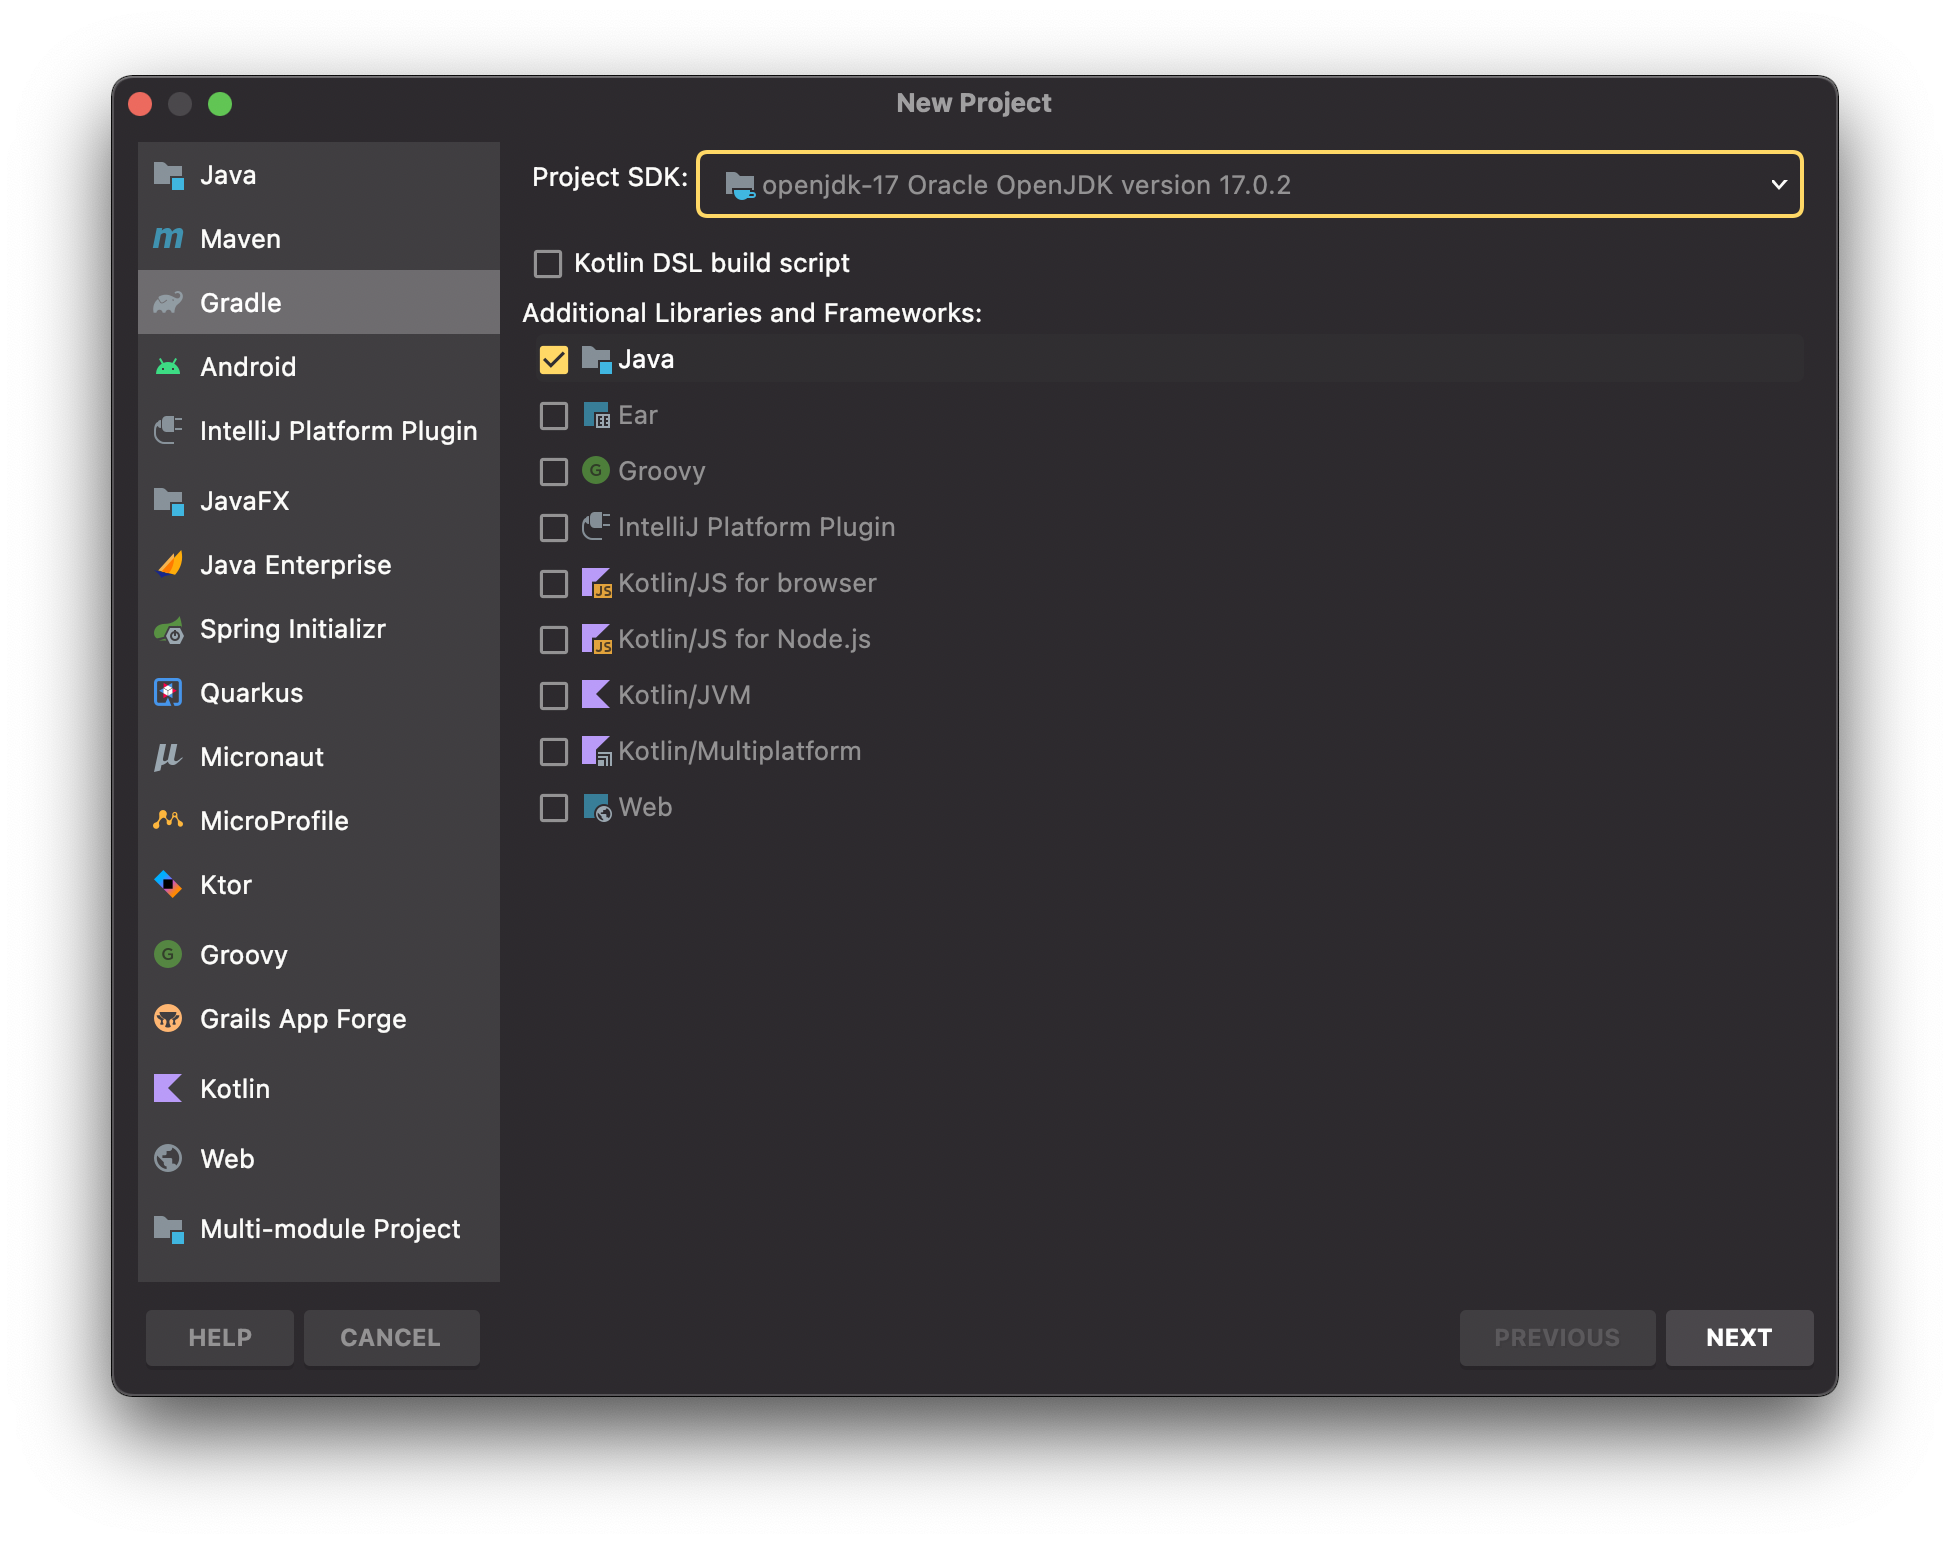 New Project
Java
Maven
Gradle
Android
IntelliJ Platform Plugin
JavaFX
Java Enterprise
Spring Initializr
Quarkus
Micronaut
MicroProfile
Ktor
Groovy
Grails App Forge
Kotlin
Web
Multi-module Project
Project SDK: openjdk-17 Oracle OpenJDK version 17.0.2
Kotlin DSL build script
Additional Libraries and Frameworks:
Java
Ear
Groovy
IntelliJ Platform Plugin
Kotlin/JS for browser
Kotlin/JS for Node.js
Kotlin/JVM
Kotlin/Multiplatform
Web
HELP CANCEL PREVIOUS NEXT